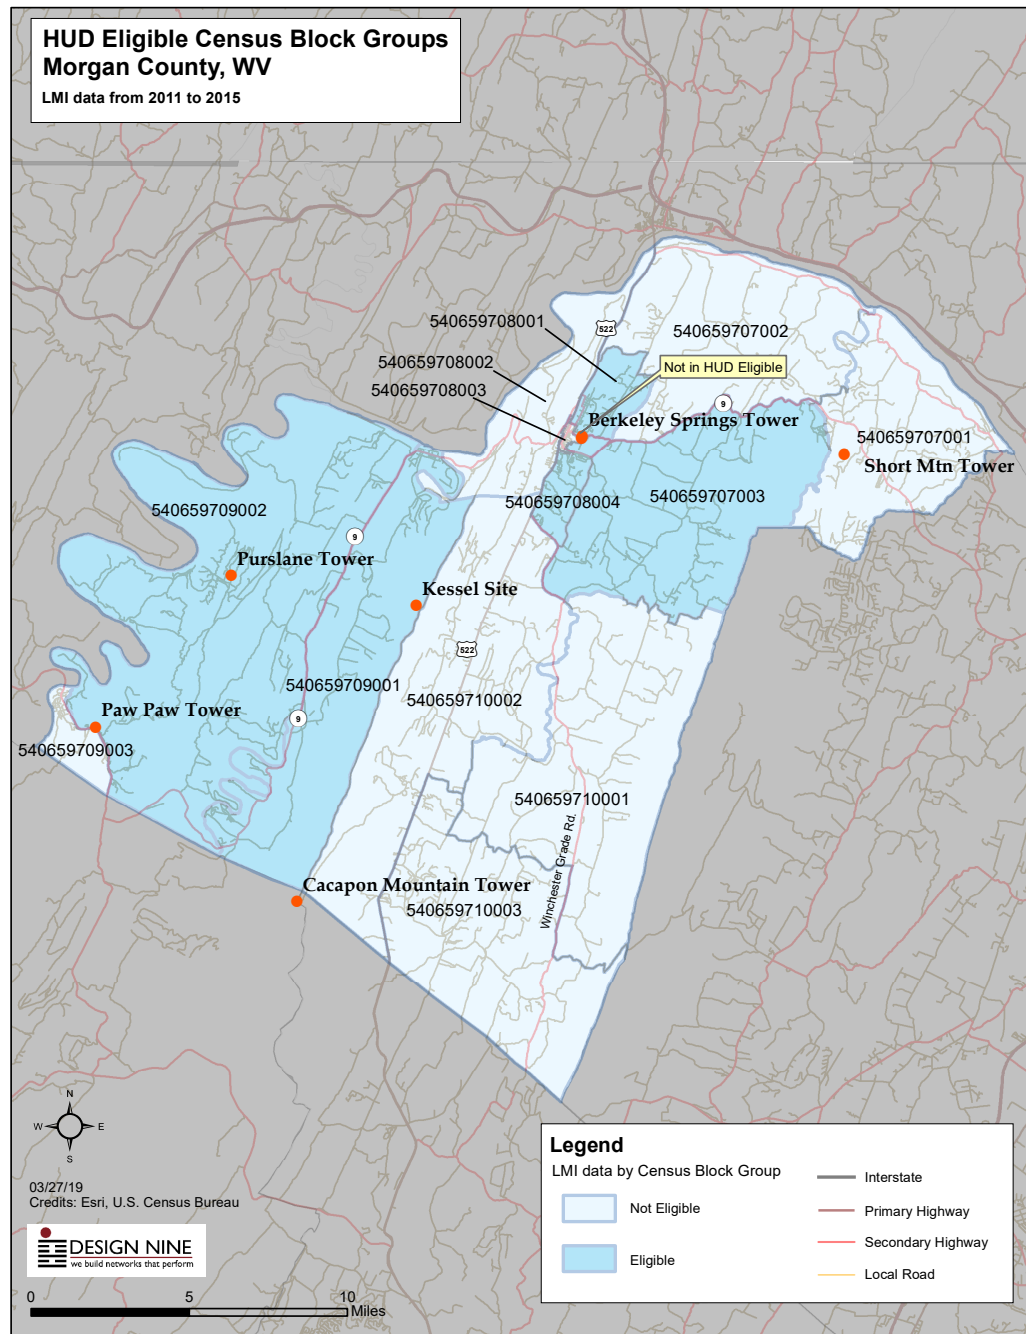 HUD Eligible Census Block Groups
Morgan County, WV
LMI data from 2011 to 2015
540659708001
522
540659707002
540659708002
Not in HUD Eligible
540659708003
9
Berkeley Springs Tower
540659707001
Short Mtn Tower
540659709002
540659708004
540659707003
9
Purslane Tower
Kessel Site
522
540659709001
540659710002
Paw Paw Tower
9
540659709003
540659710001
Winchester Grade Rd.
Cacapon Mountain Tower
540659710003
N
W
E
S
03/27/19
Credits: Esri, U.S. Census Bureau
DESIGN NINE
we build networks that perform
0
5
10
Miles
Legend
LMI data by Census Block Group
Not Eligible
Eligible
Interstate
Primary Highway
Secondary Highway
Local Road